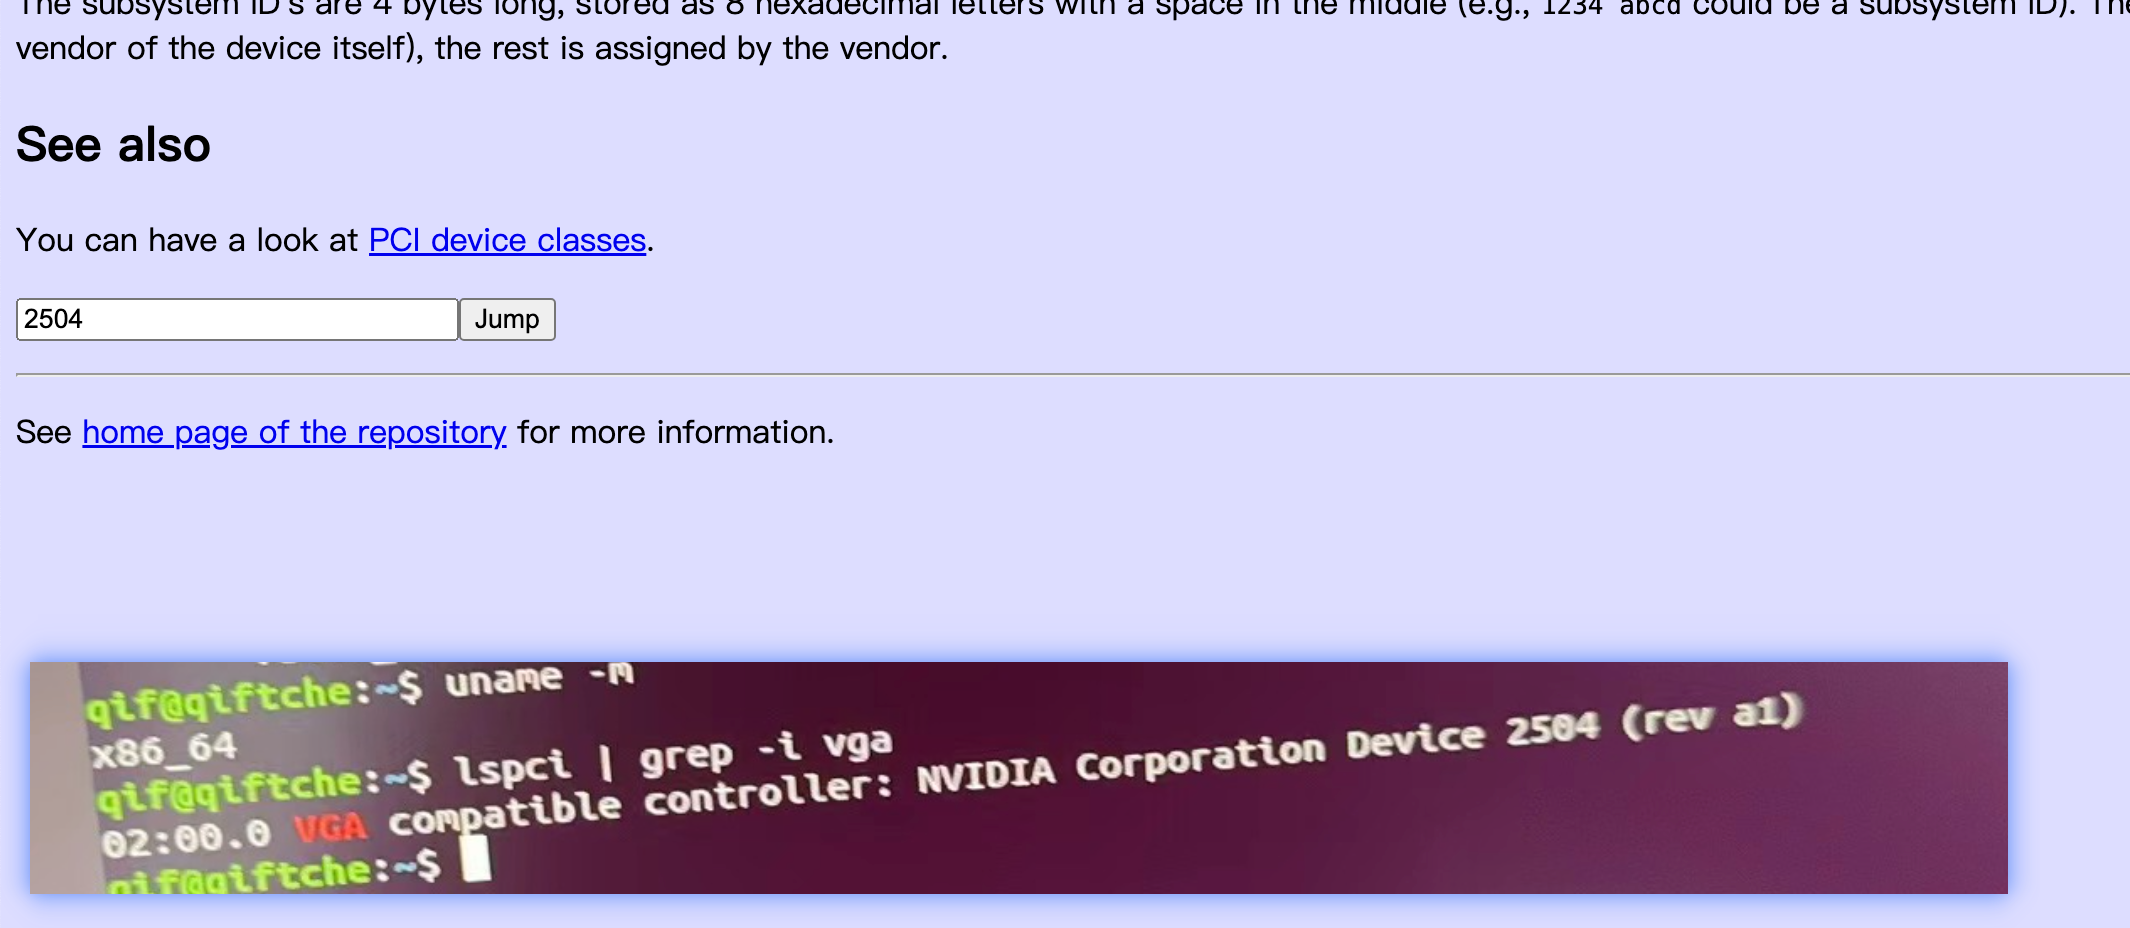 The subsystem ID's are 4 bytes long, stored as 8 hexadecimal letters with a space in the middle (e.g., 1234 abcd could be a subsystem ID). The
vendor of the device itself), the rest is assigned by the vendor.
See also
You can have a look at PCI device classes.
2504 Jump
See home page of the repository for more information.
qif@qiftche:~$ uname -m
x86_64
qif@qiftche:~$ lspci | grep -i vga
02:00.0 VGA compatible controller: NVIDIA Corporation Device 2504 (rev a1)
qif@qiftche:~$